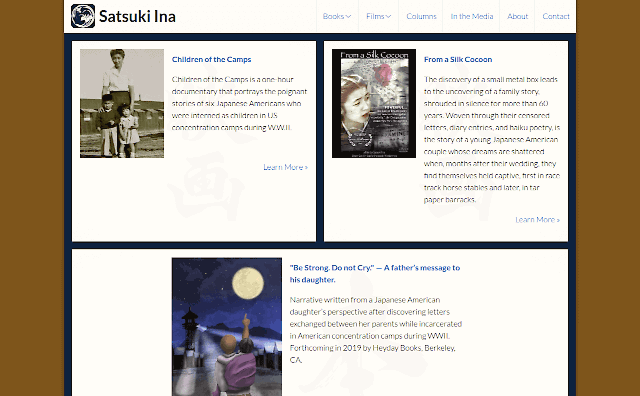 Satsuki Ina
Books
Films
Columns
In the Media
About
Contact
Children of the Camps
Children of the Camps is a one-hour
documentary that portrays the poignant
stories of six Japanese Americans who
were interned as children in US
concentration camps during WWII.
Learn More »
From a Silk Cocoon
From a Silk Cocoon
The discovery of a small metal box leads
to the uncovering of a family story,
shrouded in silence for more than 60
years. Woven through their censored
letters, diary entries, and haiku poetry, is
the story of a young Japanese American
couple whose dreams are shattered
when, months after their wedding, they
find themselves held captive, first in race
track horse stables and later, in tar
paper barracks.
Learn More »
"Be Strong. Do not Cry." — A father's message to
his daughter.
Narrative written from a Japanese American
daughter's perspective after discovering letters
exchanged between her parents while incarcerated
in American concentration camps during WWII.
Forthcoming in 2019 by Heyday Books, Berkeley,
CA.